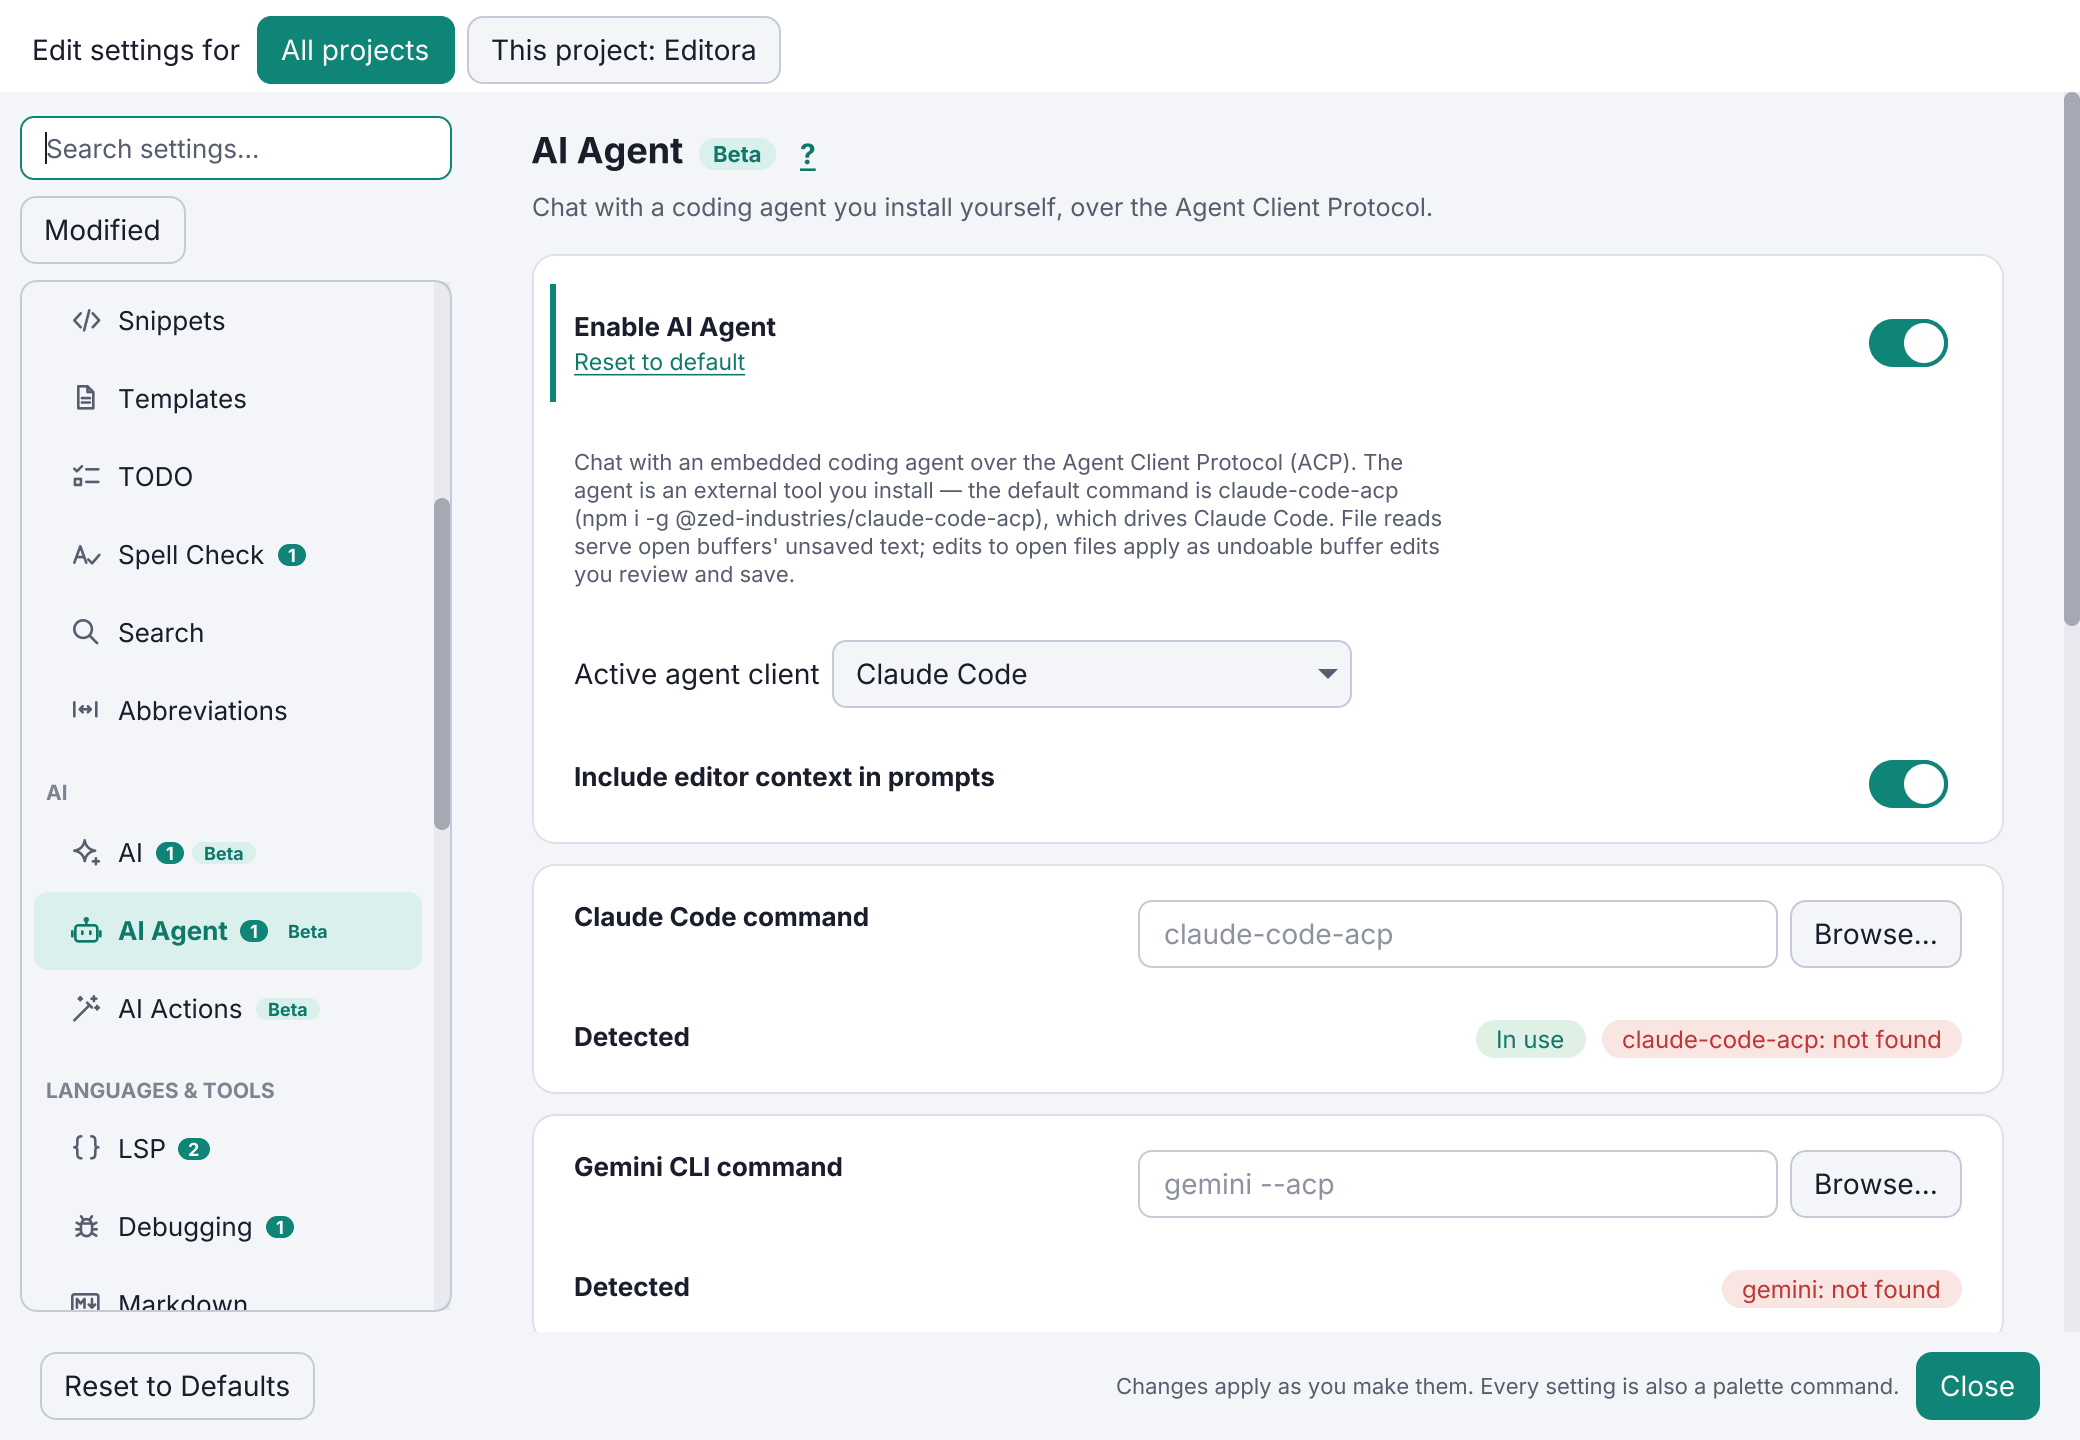 Edit settings for
All projects
This project: Editora
Search settings...
Modified
Snippets
Templates
TODO
Spell Check 1
Search
Abbreviations
AI
AI 1 Beta
AI Agent 1 Beta
AI Actions Beta
LANGUAGES & TOOLS
LSP 2
Debugging 1
Markdown
AI Agent Beta ?
Chat with a coding agent you install yourself, over the Agent Client Protocol.
Enable AI Agent
Reset to default
Chat with an embedded coding agent over the Agent Client Protocol (ACP). The
agent is an external tool you install — the default command is claude-code-acp
(npm i -g @zed-industries/claude-code-acp), which drives Claude Code. File reads
serve open buffers' unsaved text; edits to open files apply as undoable buffer edits
you review and save.
Active agent client Claude Code
Include editor context in prompts
Claude Code command claude-code-acp Browse...
Detected In use claude-code-acp: not found
Gemini CLI command gemini --acp Browse...
Detected gemini: not found
Reset to Defaults
Changes apply as you make them. Every setting is also a palette command.
Close